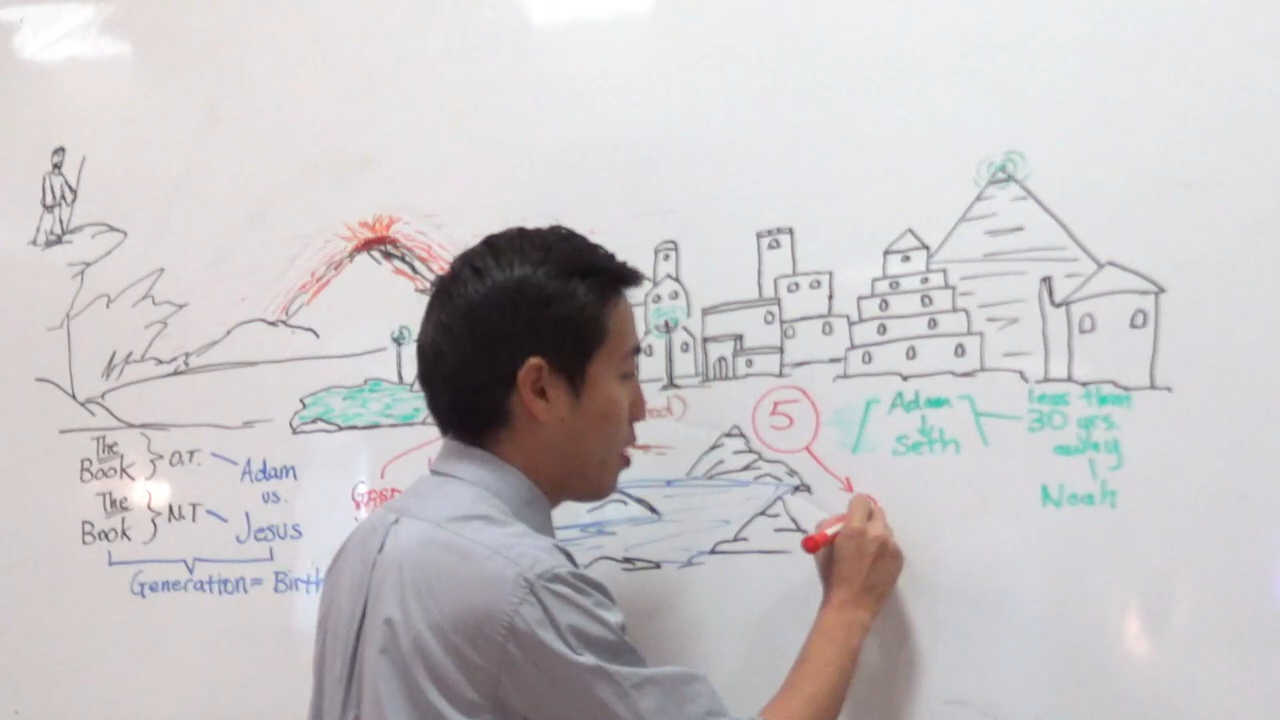 The
Book
O.T.
Adam
vs.
The
Book
N.T
Jesus
Generation = Birth
5
Adam
Seth
less than
30 yrs.
away
Noah